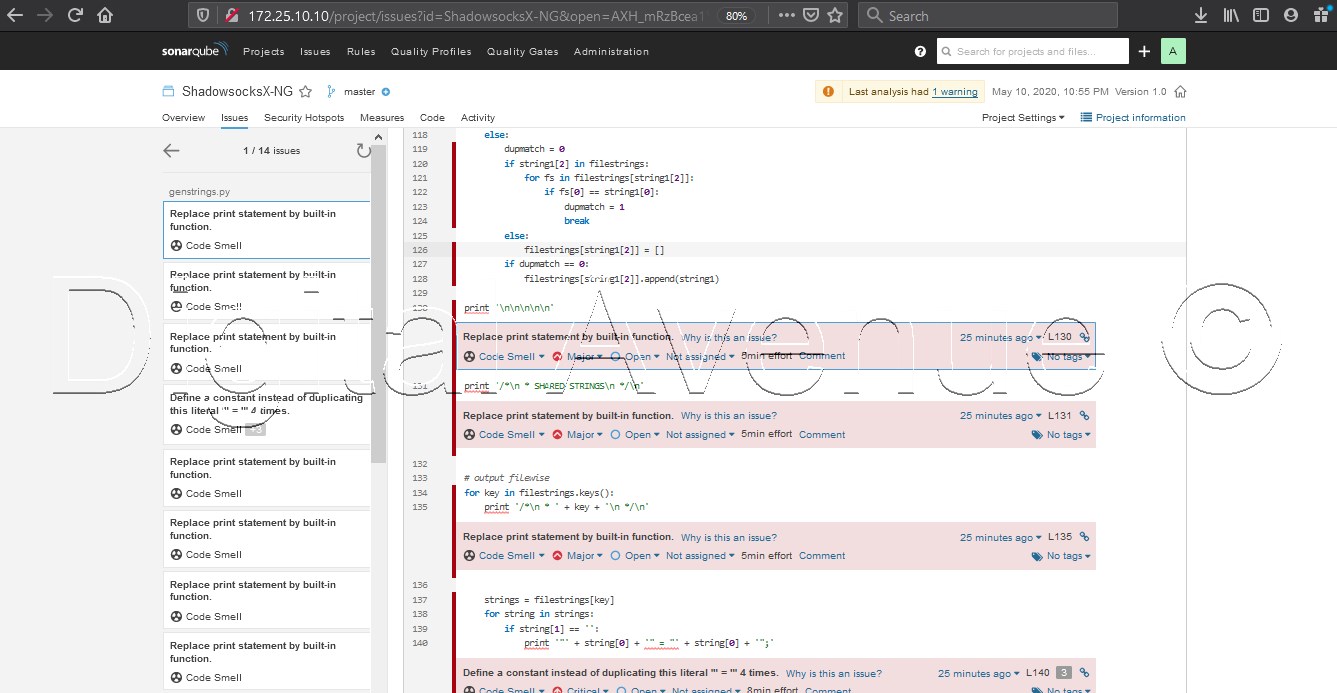 172.25.10.10/project/issues?id=ShadowsocksX-NG&open=AXH_mRzBcea1
80%
Search
sonarqube Projects Issues Rules Quality Profiles Quality Gates Administration
Search for projects and files...
A
ShadowsocksX-NG master
Last analysis had 1 warning May 10, 2020, 10:55 PM Version 1.0
Overview Issues Security Hotspots Measures Code Activity
Project Settings Project information
1 / 14 issues
genstrings.py
Replace print statement by built-in
function.
Code Smell
Replace print statement by built-in
function.
Code Smell
Replace print statement by built-in
function.
Code Smell
Define a constant instead of duplicating
this literal '" = "' 4 times.
Code Smell +3
Replace print statement by built-in
function.
Code Smell
Replace print statement by built-in
function.
Code Smell
Replace print statement by built-in
function.
Code Smell
Replace print statement by built-in
function.
Code Smell
118 else:
119 dupmatch = 0
120 if string1[2] in filestrings:
121 for fs in filestrings[string1[2]]:
122 if fs[0] == string1[0]:
123 dupmatch = 1
124 break
125 else:
126 filestrings[string1[2]] = []
127 if dupmatch == 0:
128 filestrings[string1[2]].append(string1)
129
130 print '\n\n\n\n\n'
Replace print statement by built-in function. Why is this an issue? 25 minutes ago L130
Code Smell Major Open Not assigned 5min effort Comment No tags
131 print '/*\n * SHARED STRINGS\n */\n'
Replace print statement by built-in function. Why is this an issue? 25 minutes ago L131
Code Smell Major Open Not assigned 5min effort Comment No tags
132
133 # output filewise
134 for key in filestrings.keys():
135 print '/*\n * ' + key + '\n */\n'
Replace print statement by built-in function. Why is this an issue? 25 minutes ago L135
Code Smell Major Open Not assigned 5min effort Comment No tags
136
137 strings = filestrings[key]
138 for string in strings:
139 if string[1] == '':
140 print '"' + string[0] + '" = "' + string[0] + '";'
Define a constant instead of duplicating this literal '" = "' 4 times. Why is this an issue? 25 minutes ago L140 3
Code Smell Critical Open Not assigned 8min effort Comment No tags